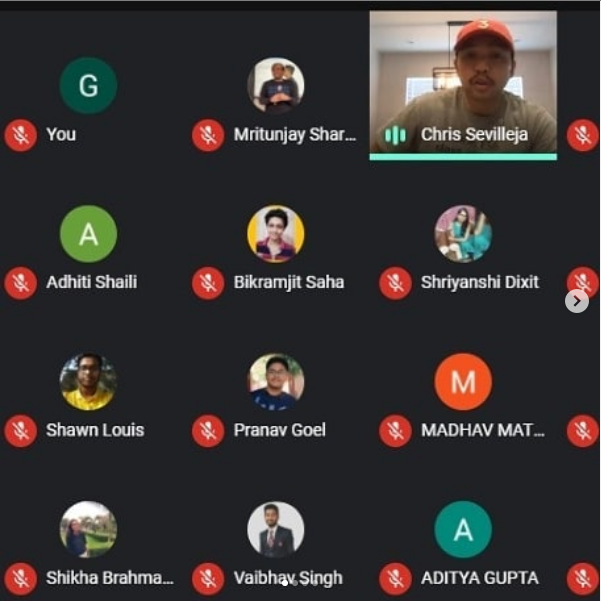 G
You
Mritunjay Shar...
3
Chris Sevilleja
A
Adhiti Shaili
Bikramjit Saha
Shriyanshi Dixit
Shawn Louis
Pranav Goel
M
MADHAV MAT...
Shikha Brahma...
Vaibhav Singh
A
ADITYA GUPTA